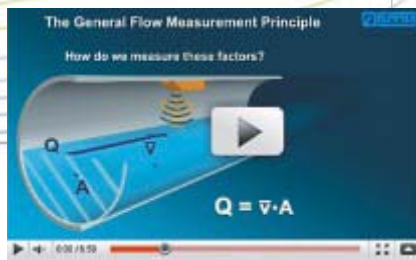 The General Flow Measurement Principle
How do we measure these factors?
Q
v̅
A
Q = v̅·A